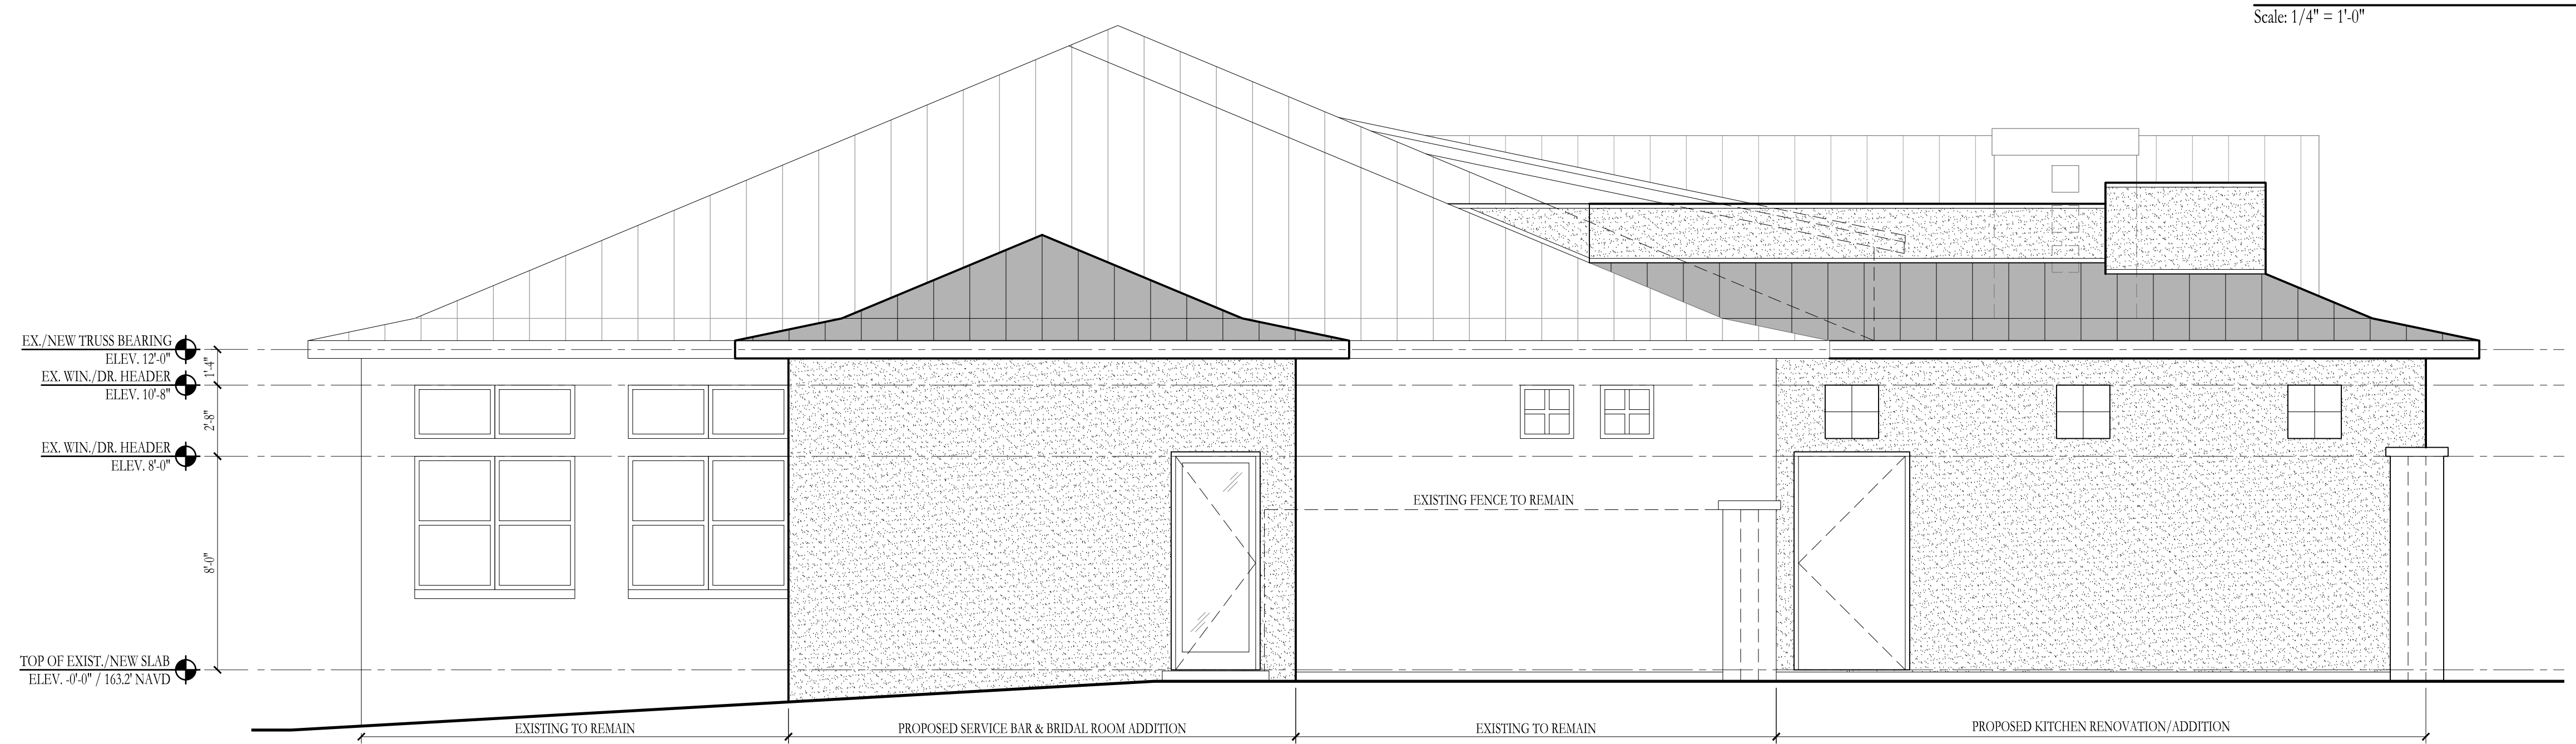 Scale: 1/4" = 1'-0"
EX./NEW TRUSS BEARING
ELEV. 12'-0"
1'-4"
EX. WIN./DR. HEADER
ELEV. 10'-8"
2'-8"
EX. WIN./DR. HEADER
ELEV. 8'-0"
EXISTING FENCE TO REMAIN
8'-0"
TOP OF EXIST./NEW SLAB
ELEV. -0'-0" / 163.2' NAVD
EXISTING TO REMAIN
PROPOSED SERVICE BAR & BRIDAL ROOM ADDITION
EXISTING TO REMAIN
PROPOSED KITCHEN RENOVATION/ADDITION